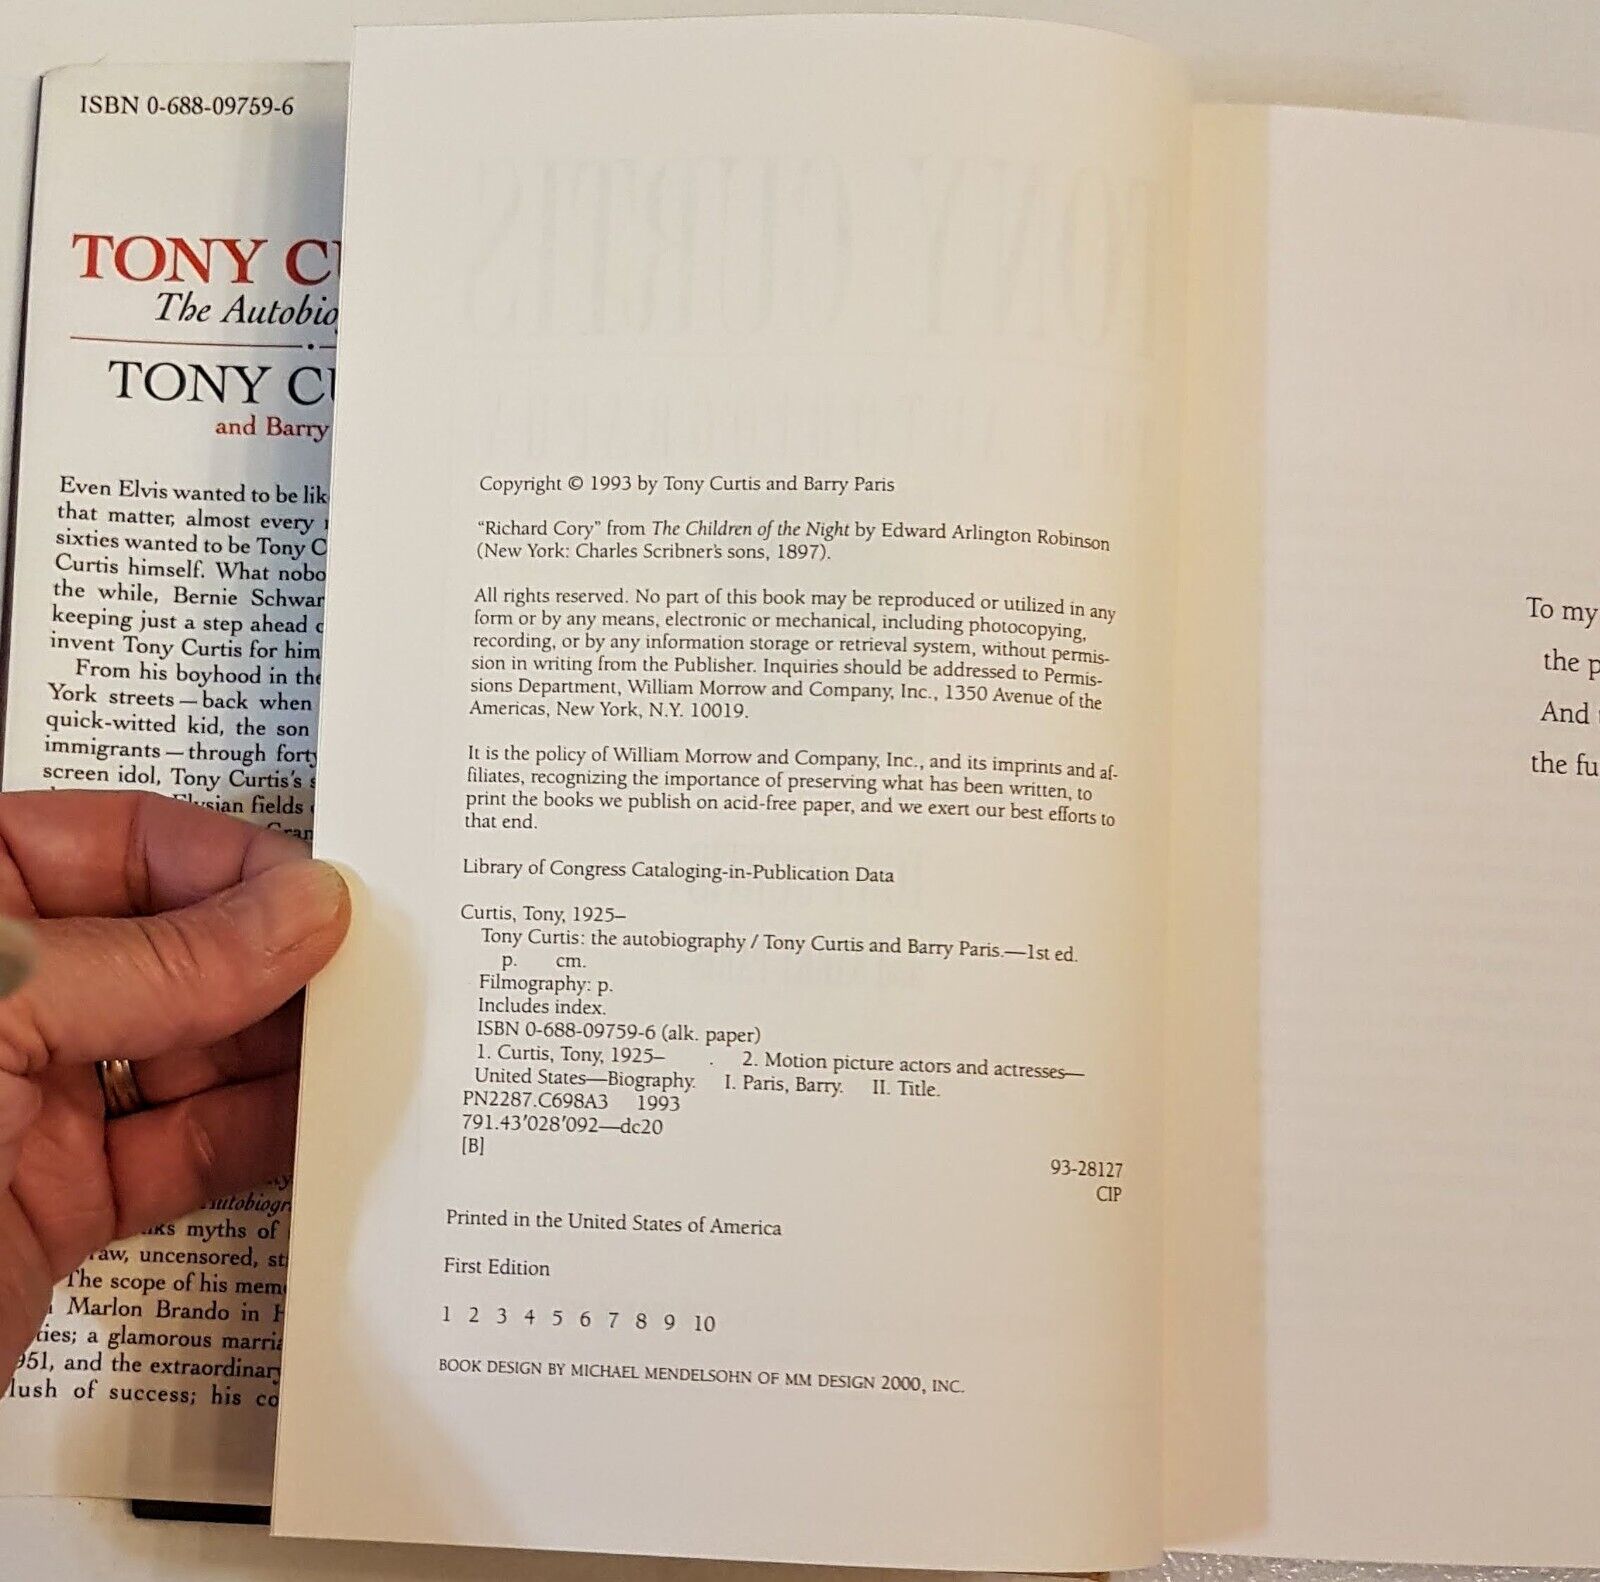 ISBN 0-688-09759-6
TONY
The
TONY
and Barry
Even Elvis wanted to be
that matter, almost every
sixties wanted to be Tony
Curtis himself. What
the while, Bernie
keeping just a step ahead
invent Tony Curtis for him
From his boyhood in
York streets — back when
quick-witted kid, the son
immigrants — through
screen idol, Tony Curtis's
fields
myths of
uncensored,
The scope of his
Marlon Brando in
a glamorous
and the
of success; his
Copyright © 1993 by Tony Curtis and Barry Paris
“Richard Cory” from The Children of the Night by Edward Arlington Robinson
(New York: Charles Scribner's sons, 1897).
All rights reserved. No part of this book may be reproduced or utilized in any
form or by any means, electronic or mechanical, including photocopying,
recording, or by any information storage or retrieval system, without permis-
sion in writing from the Publisher. Inquiries should be addressed to Permis-
sions Department, William Morrow and Company, Inc., 1350 Avenue of the
Americas, New York, N.Y. 10019.
It is the policy of William Morrow and Company, Inc., and its imprints and af-
filiates, recognizing the importance of preserving what has been written, to
print the books we publish on acid-free paper, and we exert our best efforts to
that end.
Library of Congress Cataloging-in-Publication Data
Curtis, Tony, 1925–
Tony Curtis: the autobiography / Tony Curtis and Barry Paris.—1st ed.
p. cm.
Filmography: p.
Includes index.
ISBN 0-688-09759-6 (alk. paper)
1. Curtis, Tony, 1925– . 2. Motion picture actors and actresses—
United States—Biography. I. Paris, Barry. II. Title.
PN2287.C698A3 1993
791.43′028′092—dc20
[B]
93-28127
CIP
Printed in the United States of America
First Edition
1 2 3 4 5 6 7 8 9 10
BOOK DESIGN BY MICHAEL MENDELSOHN OF MM DESIGN 2000, INC.
To my
the
And
the